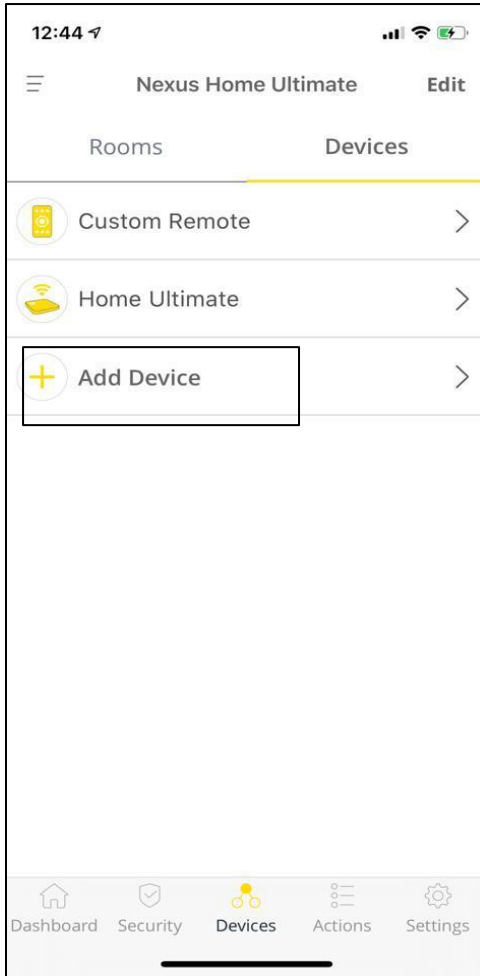 12:44
Nexus Home Ultimate Edit
Rooms Devices
Custom Remote
Home Ultimate
Add Device
Dashboard Security Devices Actions Settings